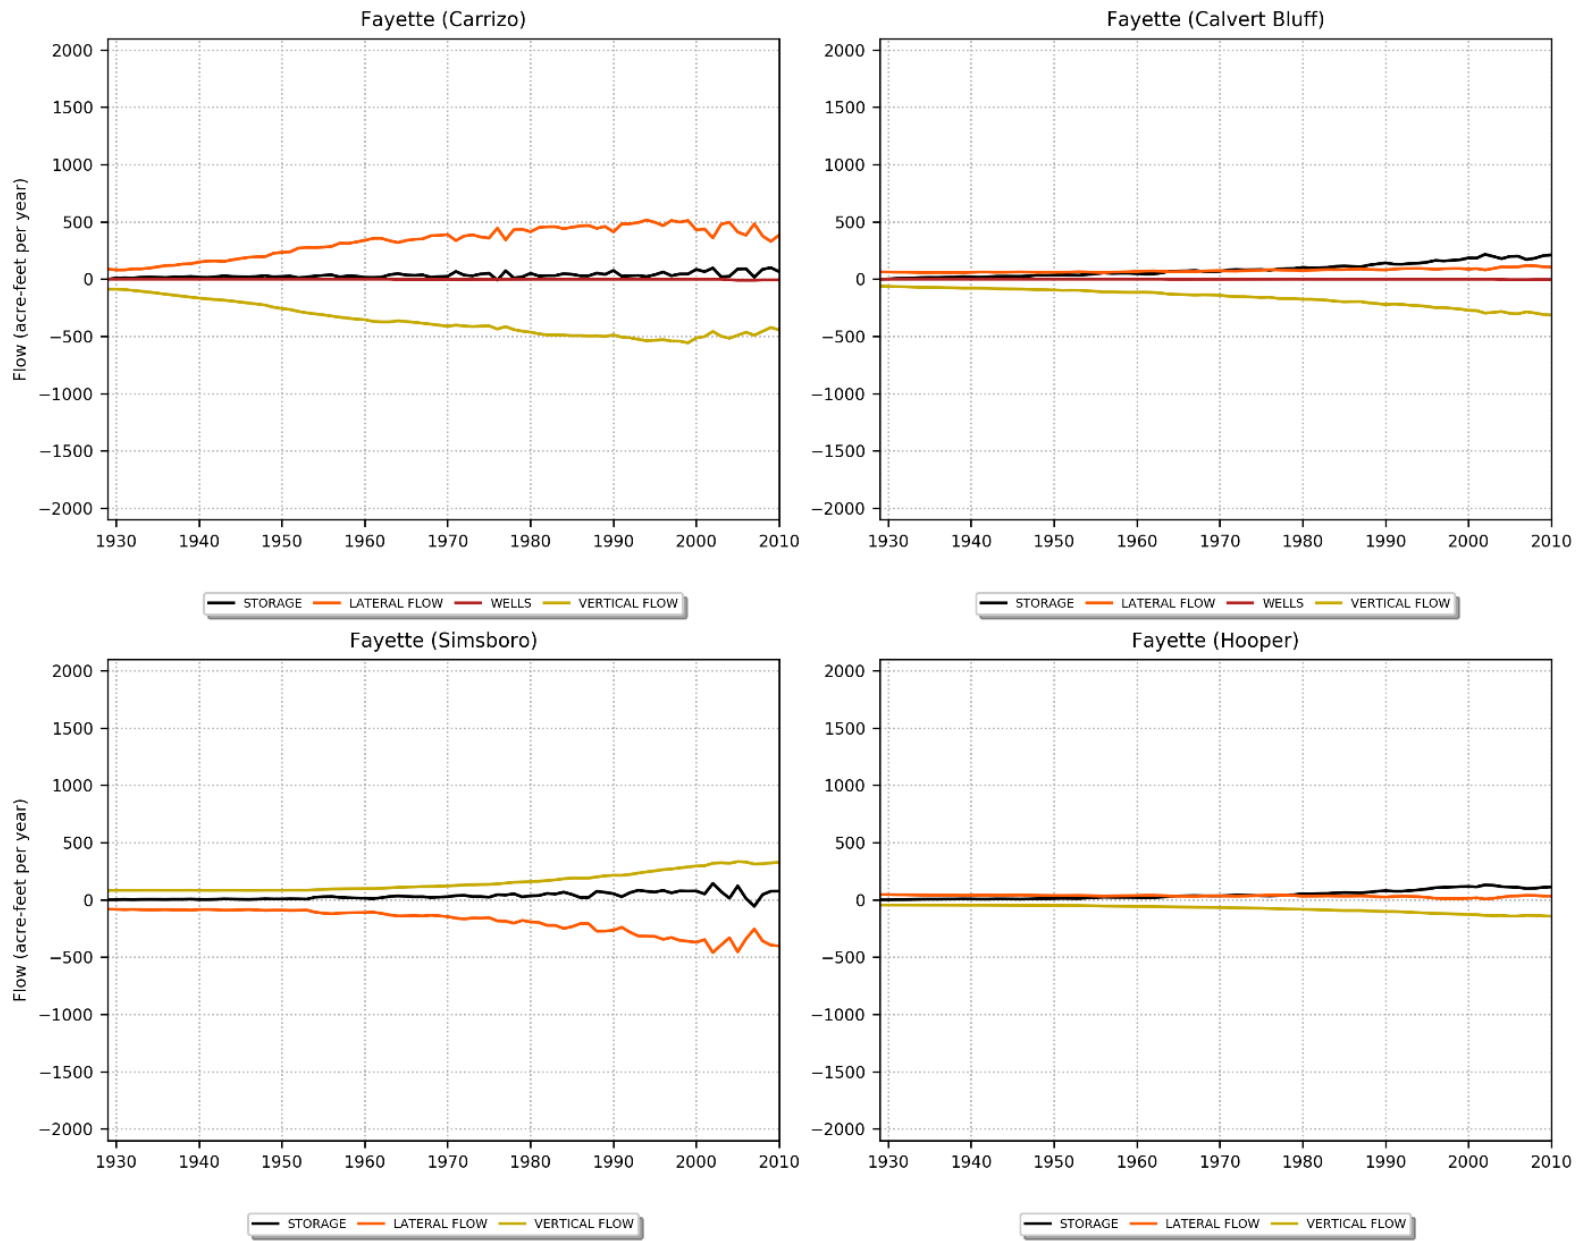 Fayette (Carrizo)
2000
1500
1000
500
0
−500
−1000
−1500
−2000
Flow (acre-feet per year)
1930 1940 1950 1960 1970 1980 1990 2000 2010
STORAGE LATERAL FLOW WELLS VERTICAL FLOW
Fayette (Calvert Bluff)
2000
1500
1000
500
0
−500
−1000
−1500
−2000
1930 1940 1950 1960 1970 1980 1990 2000 2010
STORAGE LATERAL FLOW WELLS VERTICAL FLOW
Fayette (Simsboro)
2000
1500
1000
500
0
−500
−1000
−1500
−2000
Flow (acre-feet per year)
1930 1940 1950 1960 1970 1980 1990 2000 2010
STORAGE LATERAL FLOW VERTICAL FLOW
Fayette (Hooper)
2000
1500
1000
500
0
−500
−1000
−1500
−2000
1930 1940 1950 1960 1970 1980 1990 2000 2010
STORAGE LATERAL FLOW VERTICAL FLOW